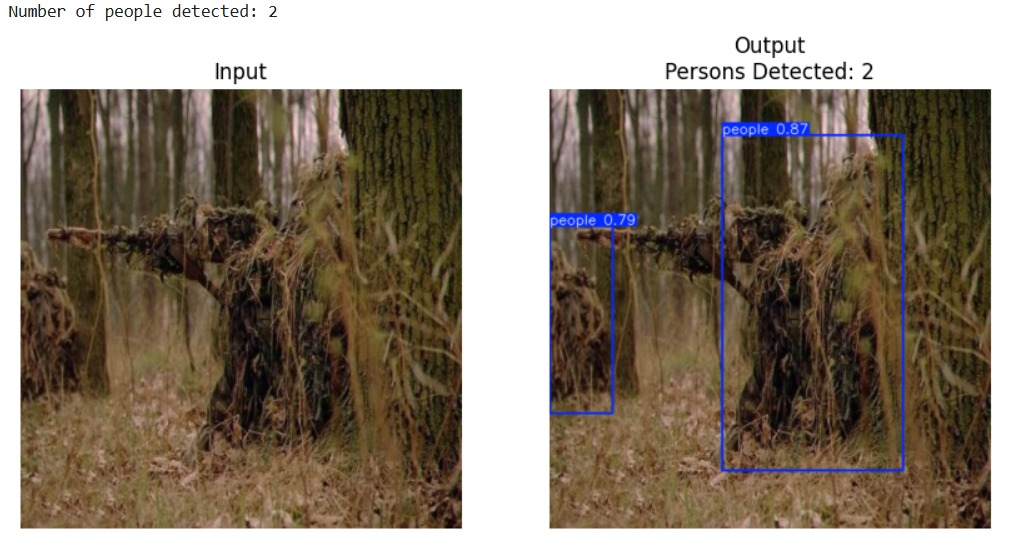 Number of people detected: 2
Input
Output
Persons Detected: 2
people 0.87
people 0.79